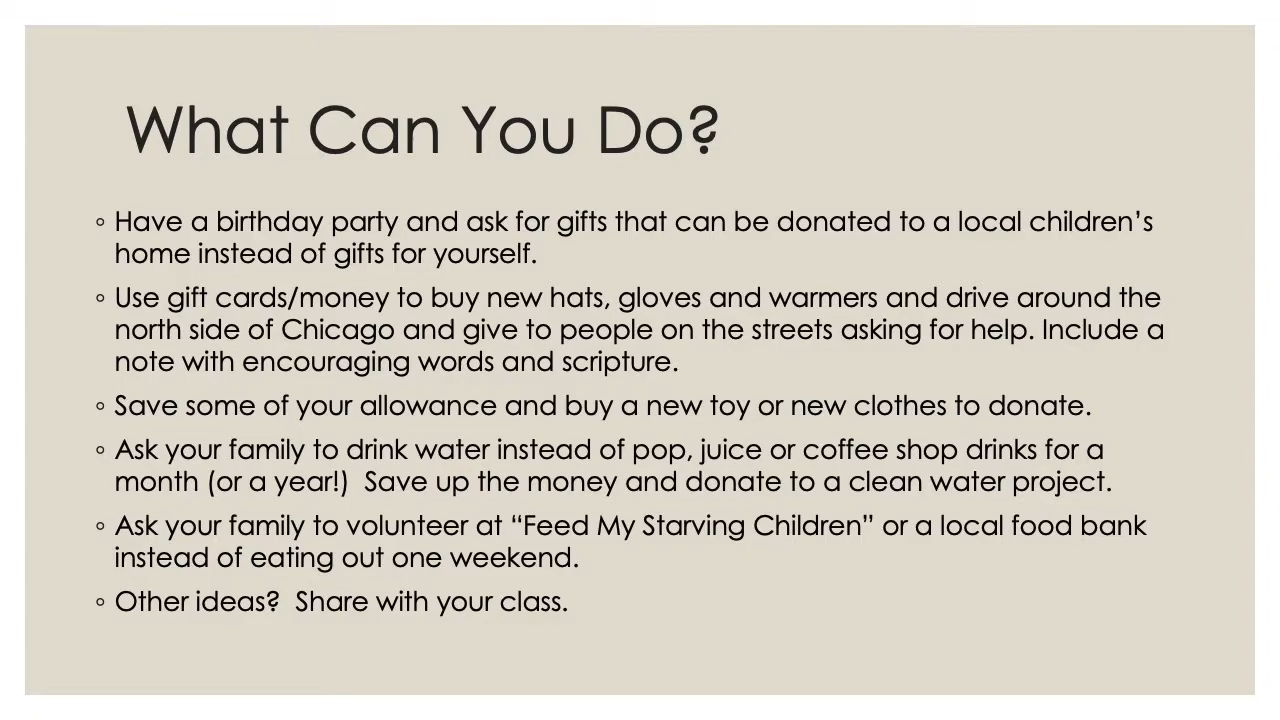 What Can You Do?
◦ Have a birthday party and ask for gifts that can be donated to a local children’s
home instead of gifts for yourself.
◦ Use gift cards/money to buy new hats, gloves and warmers and drive around the
north side of Chicago and give to people on the streets asking for help. Include a
note with encouraging words and scripture.
◦ Save some of your allowance and buy a new toy or new clothes to donate.
◦ Ask your family to drink water instead of pop, juice or coffee shop drinks for a
month (or a year!)  Save up the money and donate to a clean water project.
◦ Ask your family to volunteer at “Feed My Starving Children” or a local food bank
instead of eating out one weekend.
◦ Other ideas?  Share with your class.